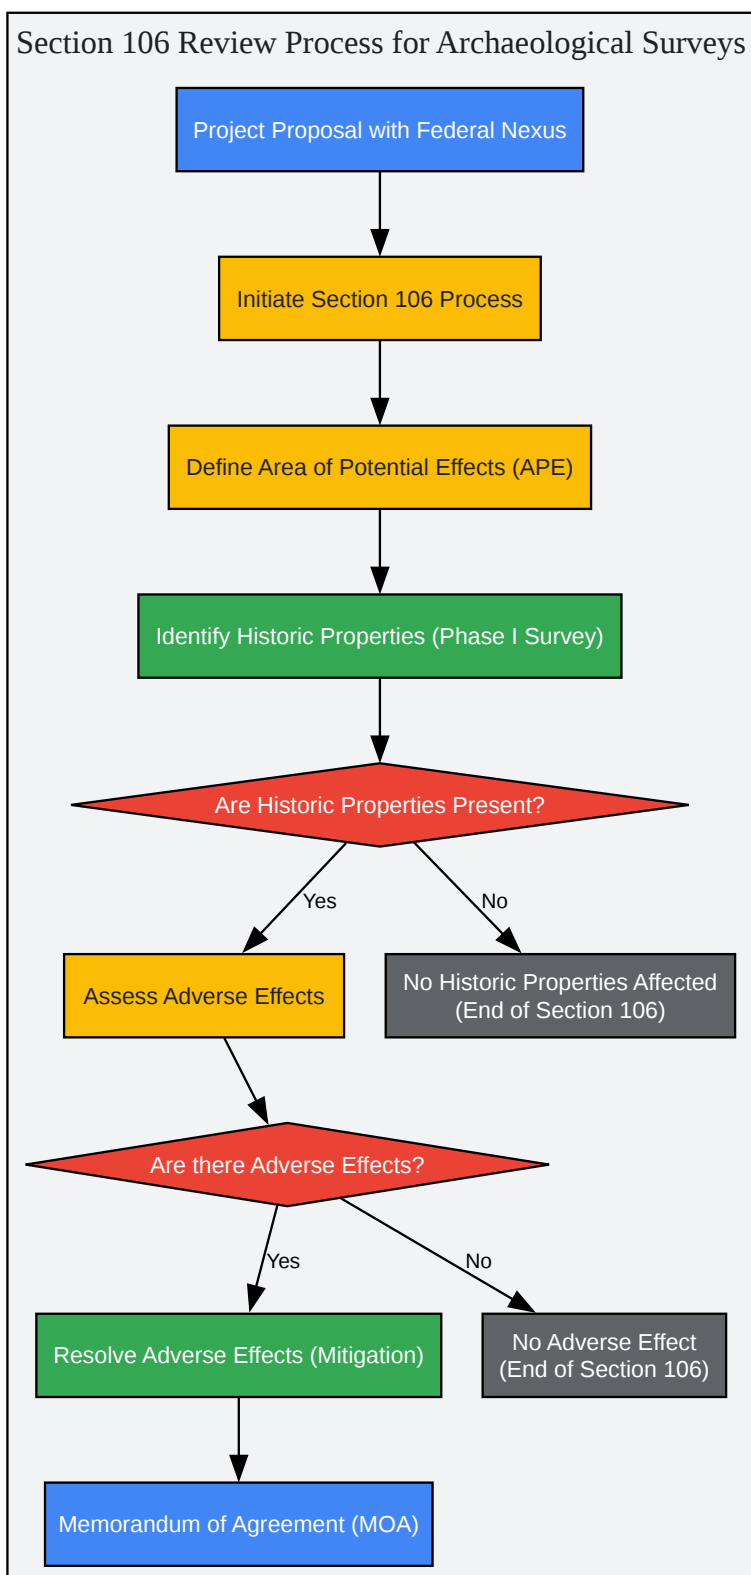 Section 106 Review Process for Archaeological Surveys
Project Proposal with Federal Nexus
Initiate Section 106 Process
Define Area of Potential Effects (APE)
Identify Historic Properties (Phase I Survey)
Are Historic Properties Present?
Yes
No
Assess Adverse Effects
No Historic Properties Affected
(End of Section 106)
Are there Adverse Effects?
Yes
No
Resolve Adverse Effects (Mitigation)
No Adverse Effect
(End of Section 106)
Memorandum of Agreement (MOA)